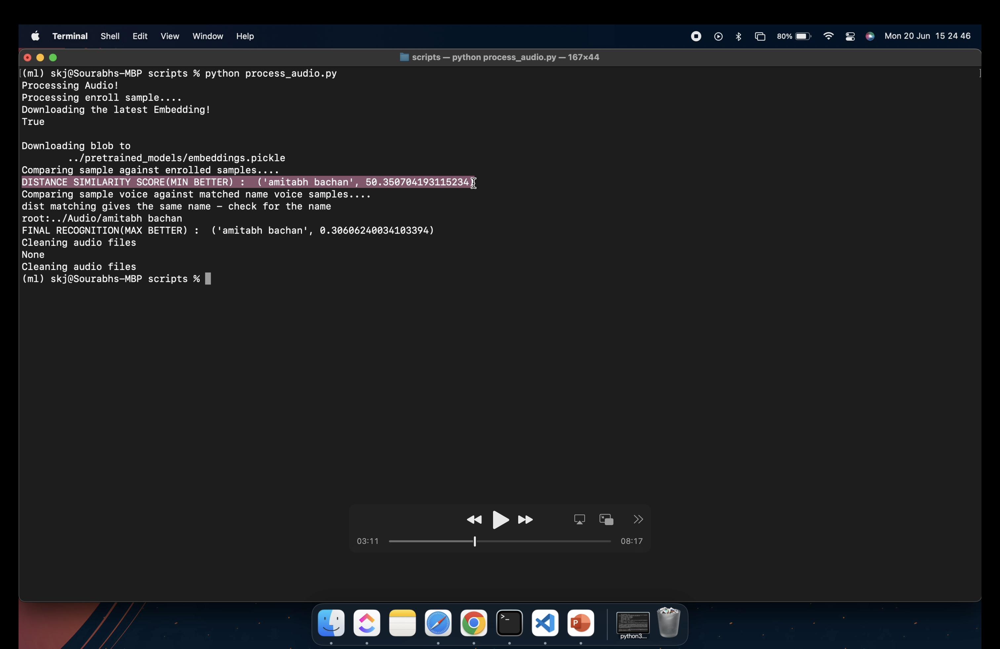 Terminal Shell Edit View Window Help 80% Mon 20 Jun 15 24 46
scripts — python process_audio.py — 167×44
[(ml) skj@Sourabhs-MBP scripts % python process_audio.py ]
Processing Audio!
Processing enroll sample....
Downloading the latest Embedding!
True
Downloading blob to
../pretrained_models/embeddings.pickle
Comparing sample against enrolled samples....
DISTANCE SIMILARITY SCORE(MIN BETTER) :  ('amitabh bachan', 50.350704193115234)
Comparing sample voice against matched name voice samples....
dist matching gives the same name – check for the name
root:../Audio/amitabh bachan
FINAL RECOGNITION(MAX BETTER) :  ('amitabh bachan', 0.30606240034103394)
Cleaning audio files
None
Cleaning audio files
(ml) skj@Sourabhs-MBP scripts %
03:11 08:17
>_
P
python3....